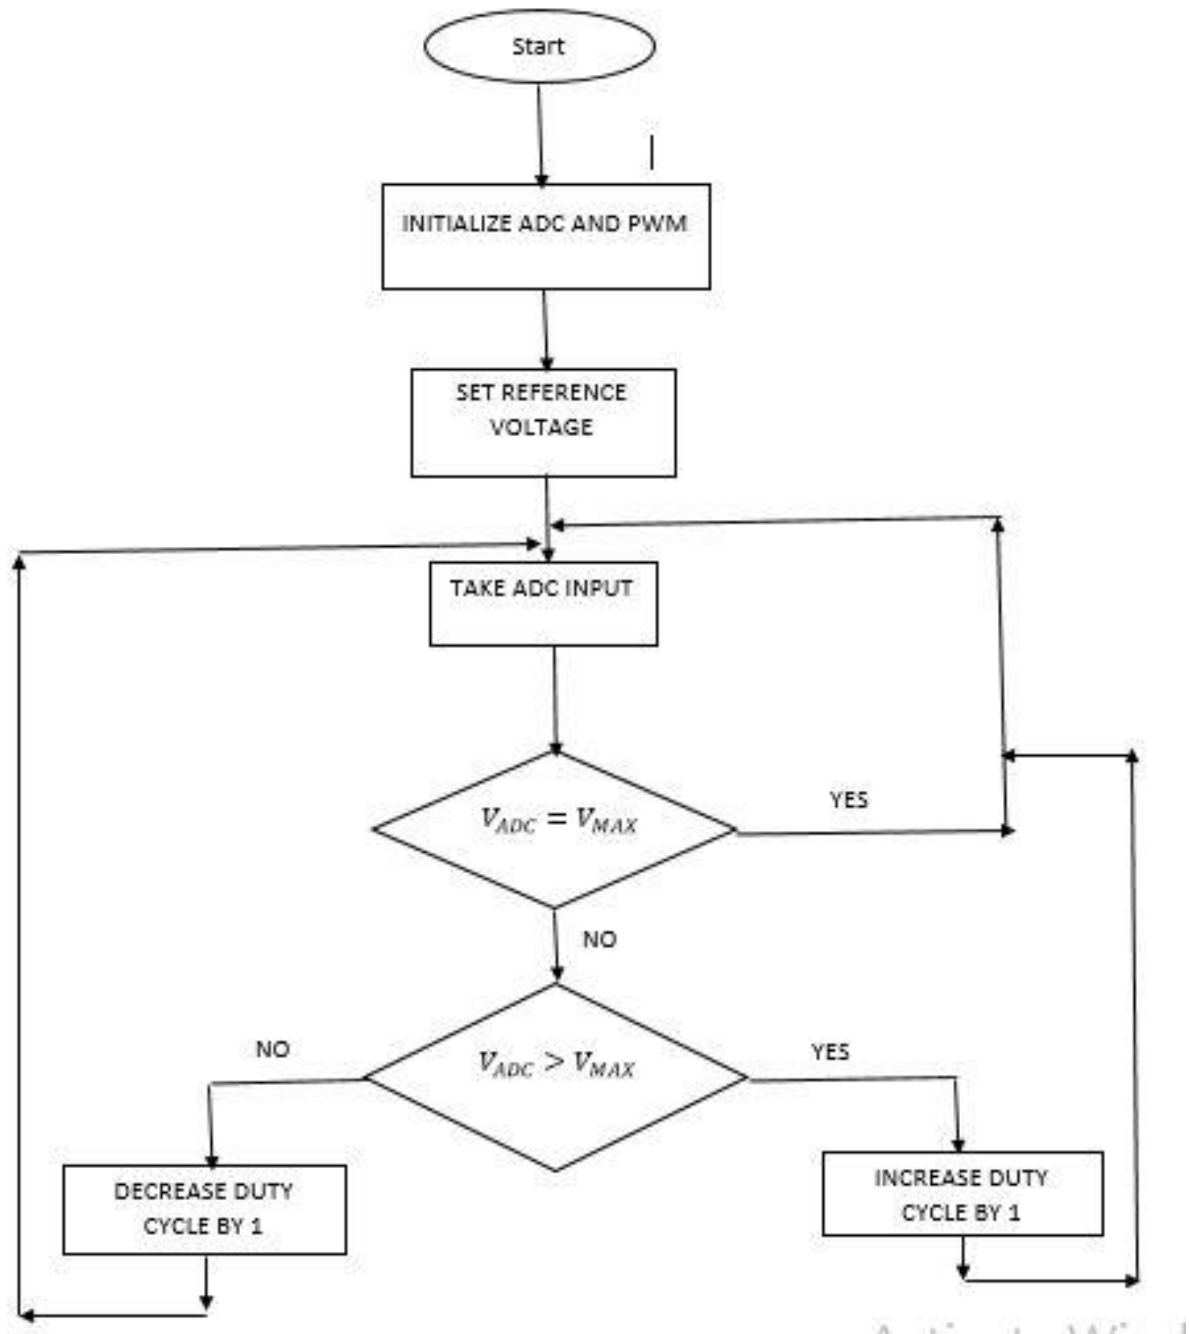 Start
INITIALIZE ADC AND PWM
SET REFERENCE
VOLTAGE
TAKE ADC INPUT
V_ADC = V_MAX
YES
NO
V_ADC > V_MAX
NO
YES
DECREASE DUTY
CYCLE BY 1
INCREASE DUTY
CYCLE BY 1